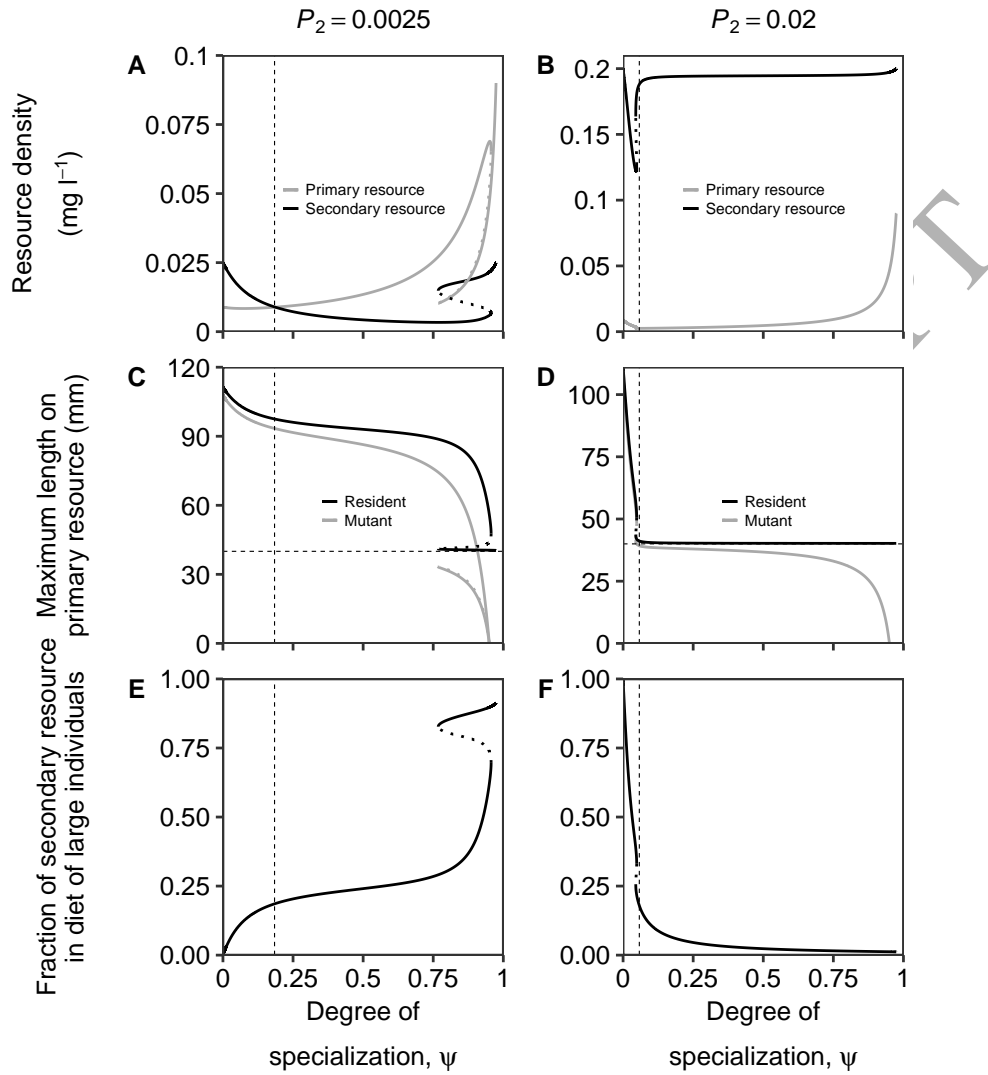 P₂ = 0.0025
P₂ = 0.02
Resource density
(mg l⁻¹)
A
0.1
0.075
0.05
0.025
0
Primary resource
Secondary resource
B
0.2
0.15
0.1
0.05
0
Primary resource
Secondary resource
T
Maximum length on
primary resource (mm)
C
120
90
60
30
0
Resident
Mutant
D
100
75
50
25
0
Resident
Mutant
Fraction of secondary resource
in diet of large individuals
E
1.00
0.75
0.50
0.25
0.00
0 0.25 0.5 0.75 1
Degree of
specialization, ψ
F
1.00
0.75
0.50
0.25
0.00
0 0.25 0.5 0.75 1
Degree of
specialization, ψ